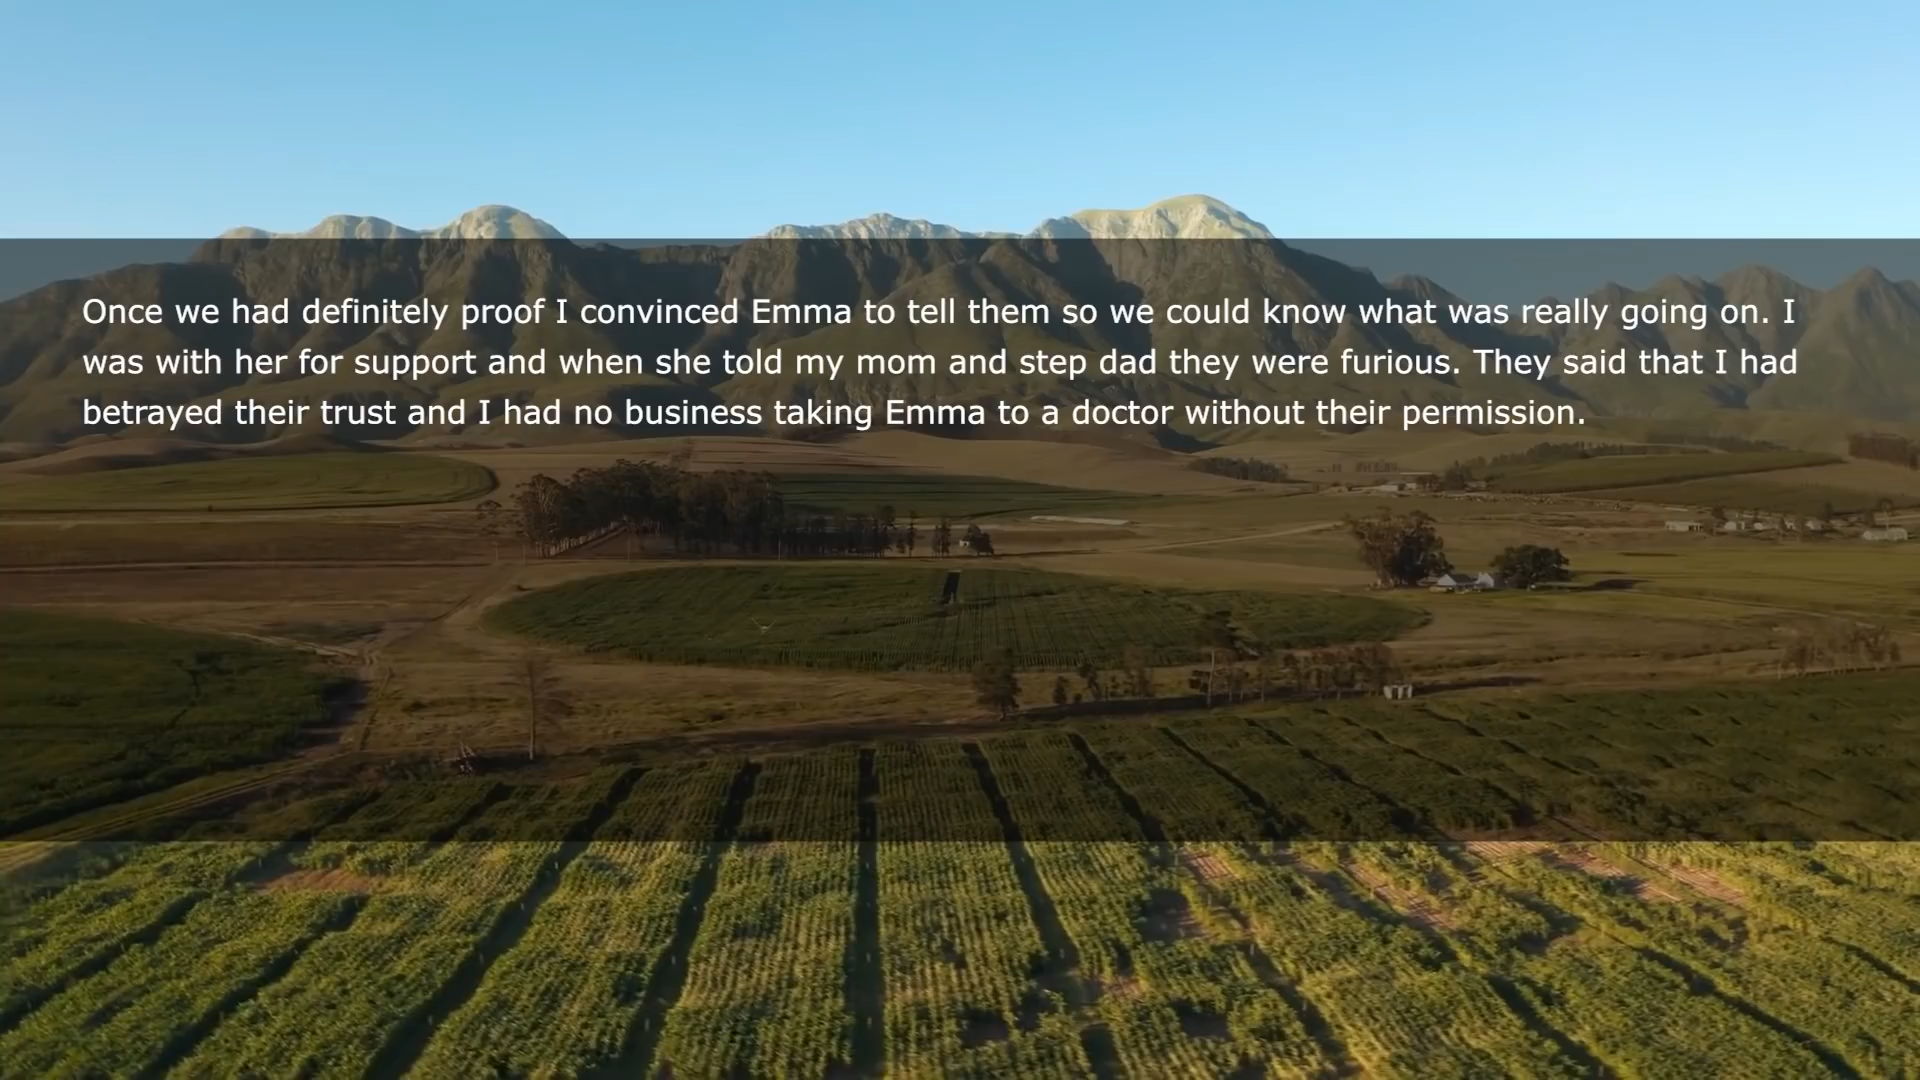 Once we had definitely proof I convinced Emma to tell them so we could know what was really going on. I
was with her for support and when she told my mom and step dad they were furious. They said that I had
betrayed their trust and I had no business taking Emma to a doctor without their permission.